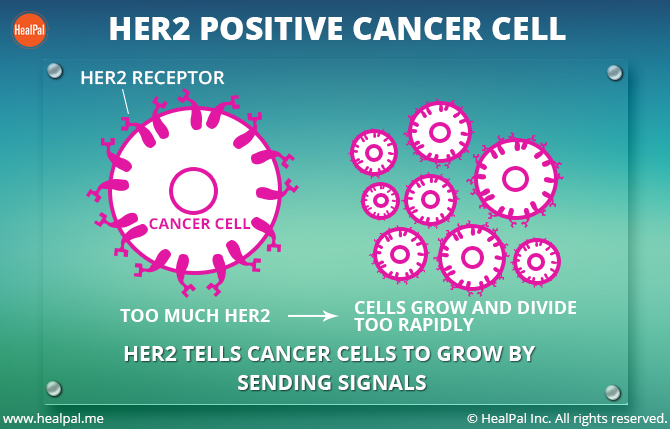 HealPal
HER2 POSITIVE CANCER CELL
HER2 RECEPTOR
CANCER CELL
TOO MUCH HER2
CELLS GROW AND DIVIDE
TOO RAPIDLY
HER2 TELLS CANCER CELLS TO GROW BY
SENDING SIGNALS
www.healpal.me
© HealPal Inc. All rights reserved.